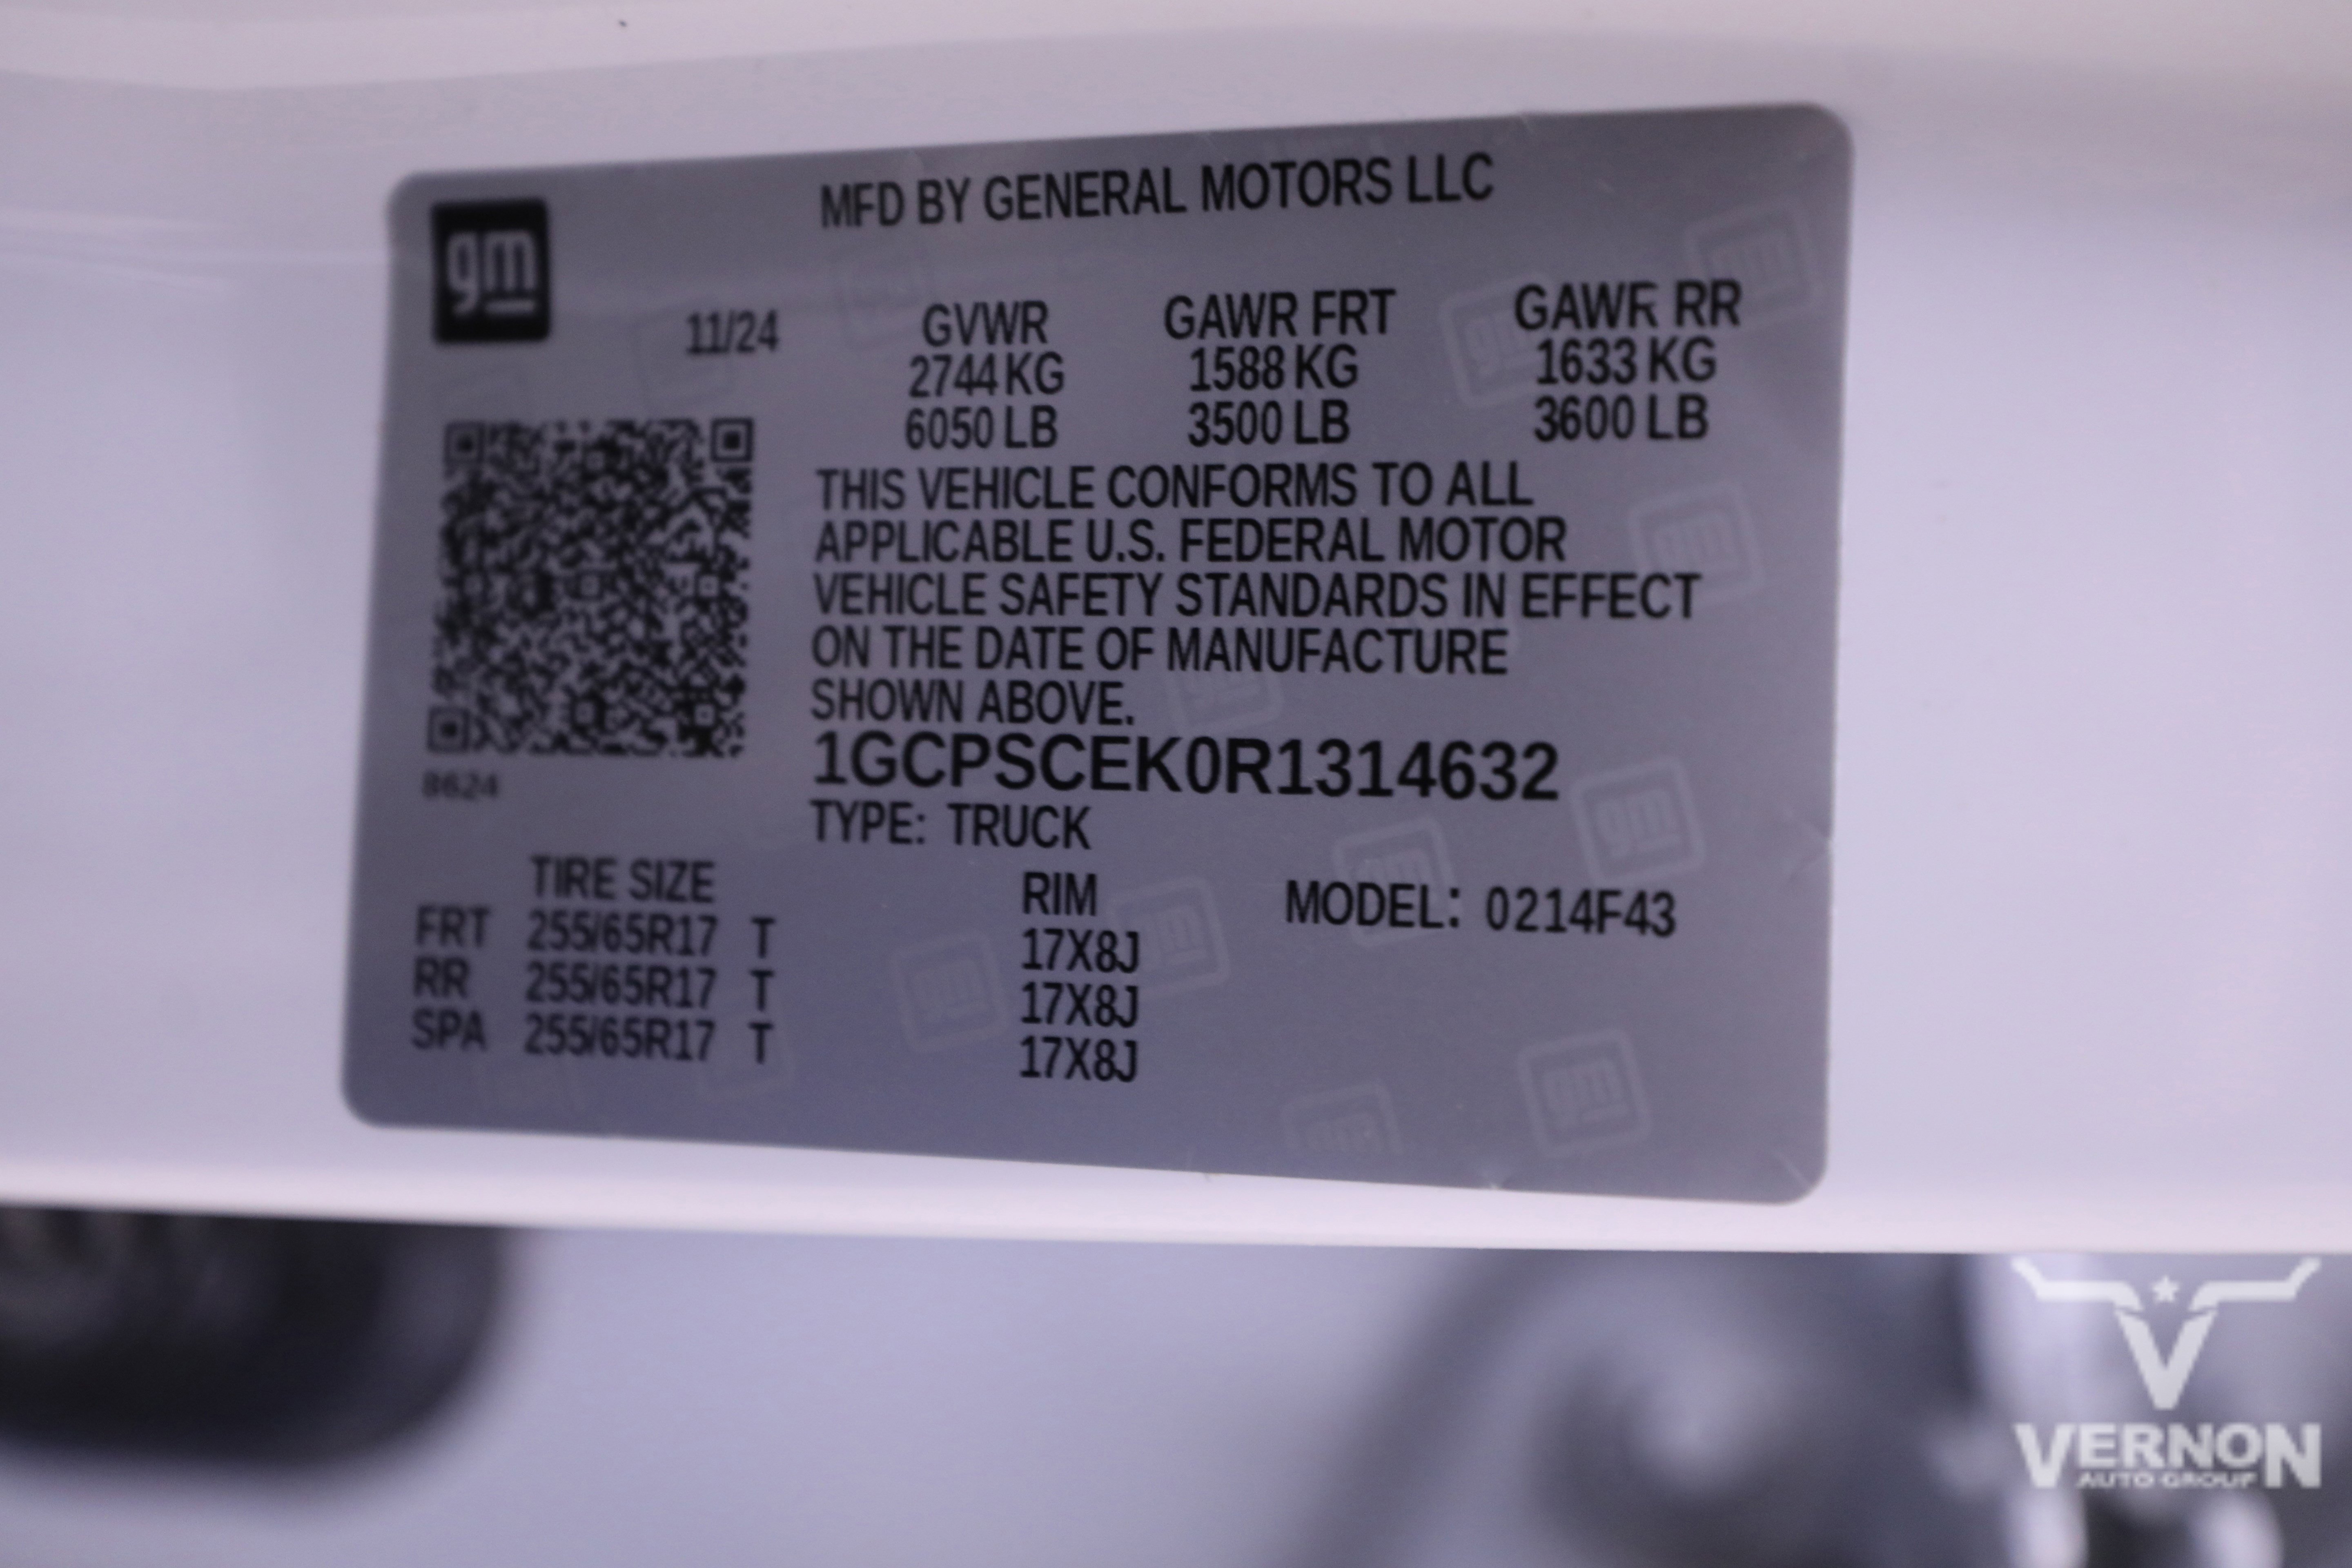 gm
MFD BY GENERAL MOTORS LLC
11/24 GVWR GAWR FRT GAWR RR
2744 KG 1588 KG 1633 KG
6050 LB 3500 LB 3600 LB
THIS VEHICLE CONFORMS TO ALL
APPLICABLE U.S. FEDERAL MOTOR
VEHICLE SAFETY STANDARDS IN EFFECT
ON THE DATE OF MANUFACTURE
SHOWN ABOVE.
1GCPSCEK0R1314632
8624
TYPE: TRUCK
TIRE SIZE RIM MODEL: 0214F43
FRT 255/65R17 T 17X8J
RR 255/65R17 T 17X8J
SPA 255/65R17 T 17X8J
VERNON
AUTO GROUP